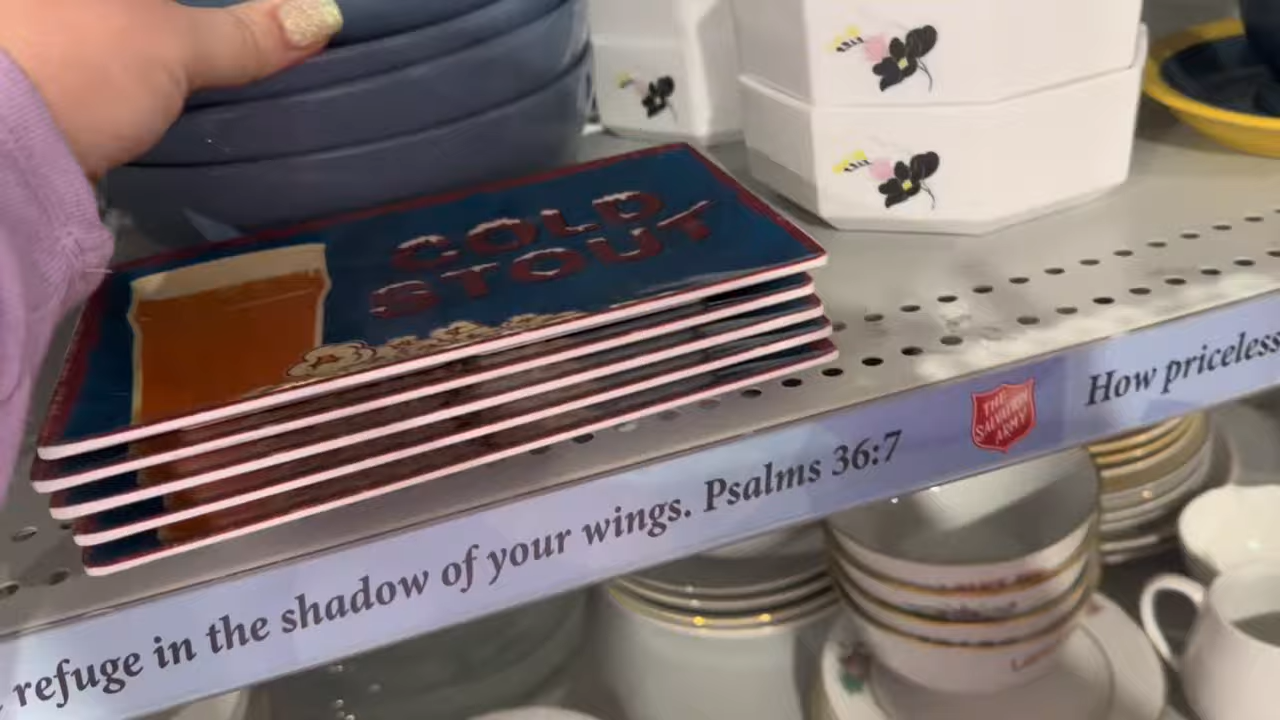 COLD
STOUT
refuge in the shadow of your wings. Psalms 36:7
THE
SALVATION
ARMY
How priceless